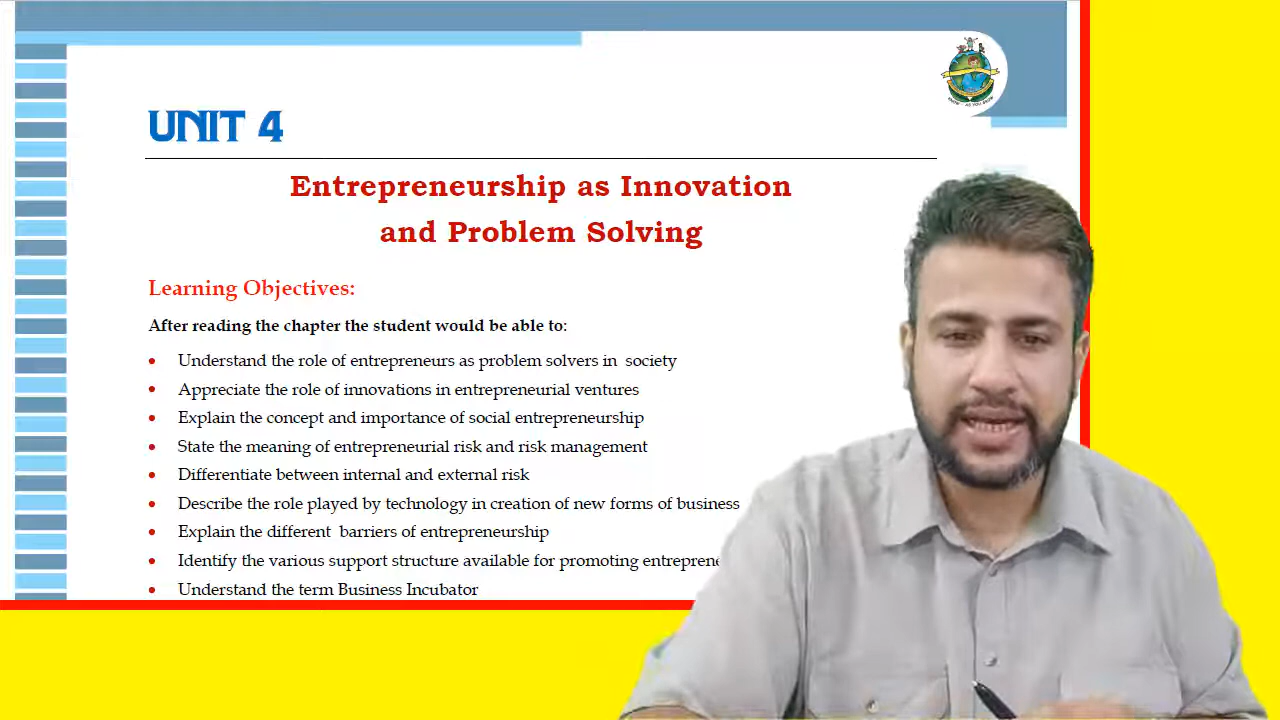 UNIT 4
Entrepreneurship as Innovation
and Problem Solving
Learning Objectives:
After reading the chapter the student would be able to:
• Understand the role of entrepreneurs as problem solvers in society
• Appreciate the role of innovations in entrepreneurial ventures
• Explain the concept and importance of social entrepreneurship
• State the meaning of entrepreneurial risk and risk management
• Differentiate between internal and external risk
• Describe the role played by technology in creation of new forms of business
• Explain the different barriers of entrepreneurship
• Identify the various support structure available for promoting entreprene
• Understand the term Business Incubator